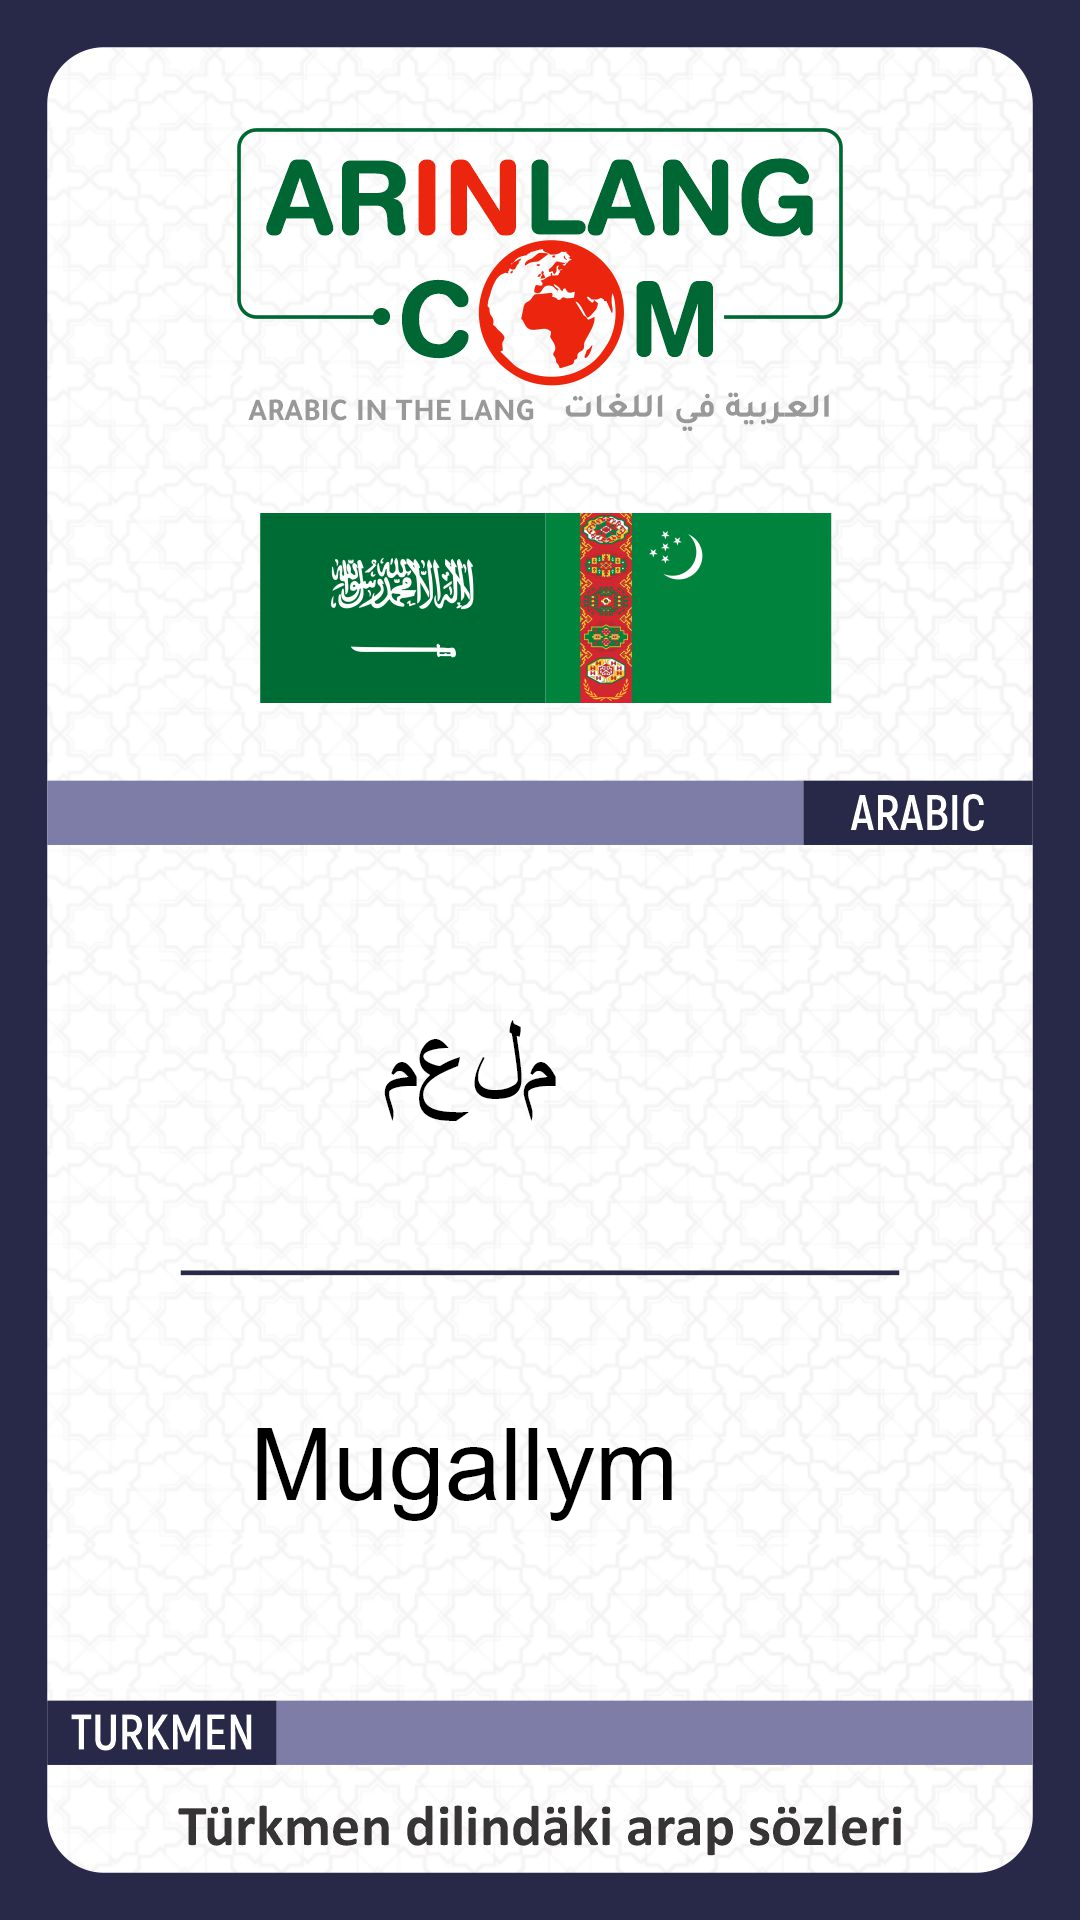 ARINLANG
.COM
ARABIC IN THE LANG العربية في اللغات
لا إله إلا الله محمد رسول الله
ARABIC
م ل ع م
Mugallym
TURKMEN
Türkmen dilindäki arap sözleri